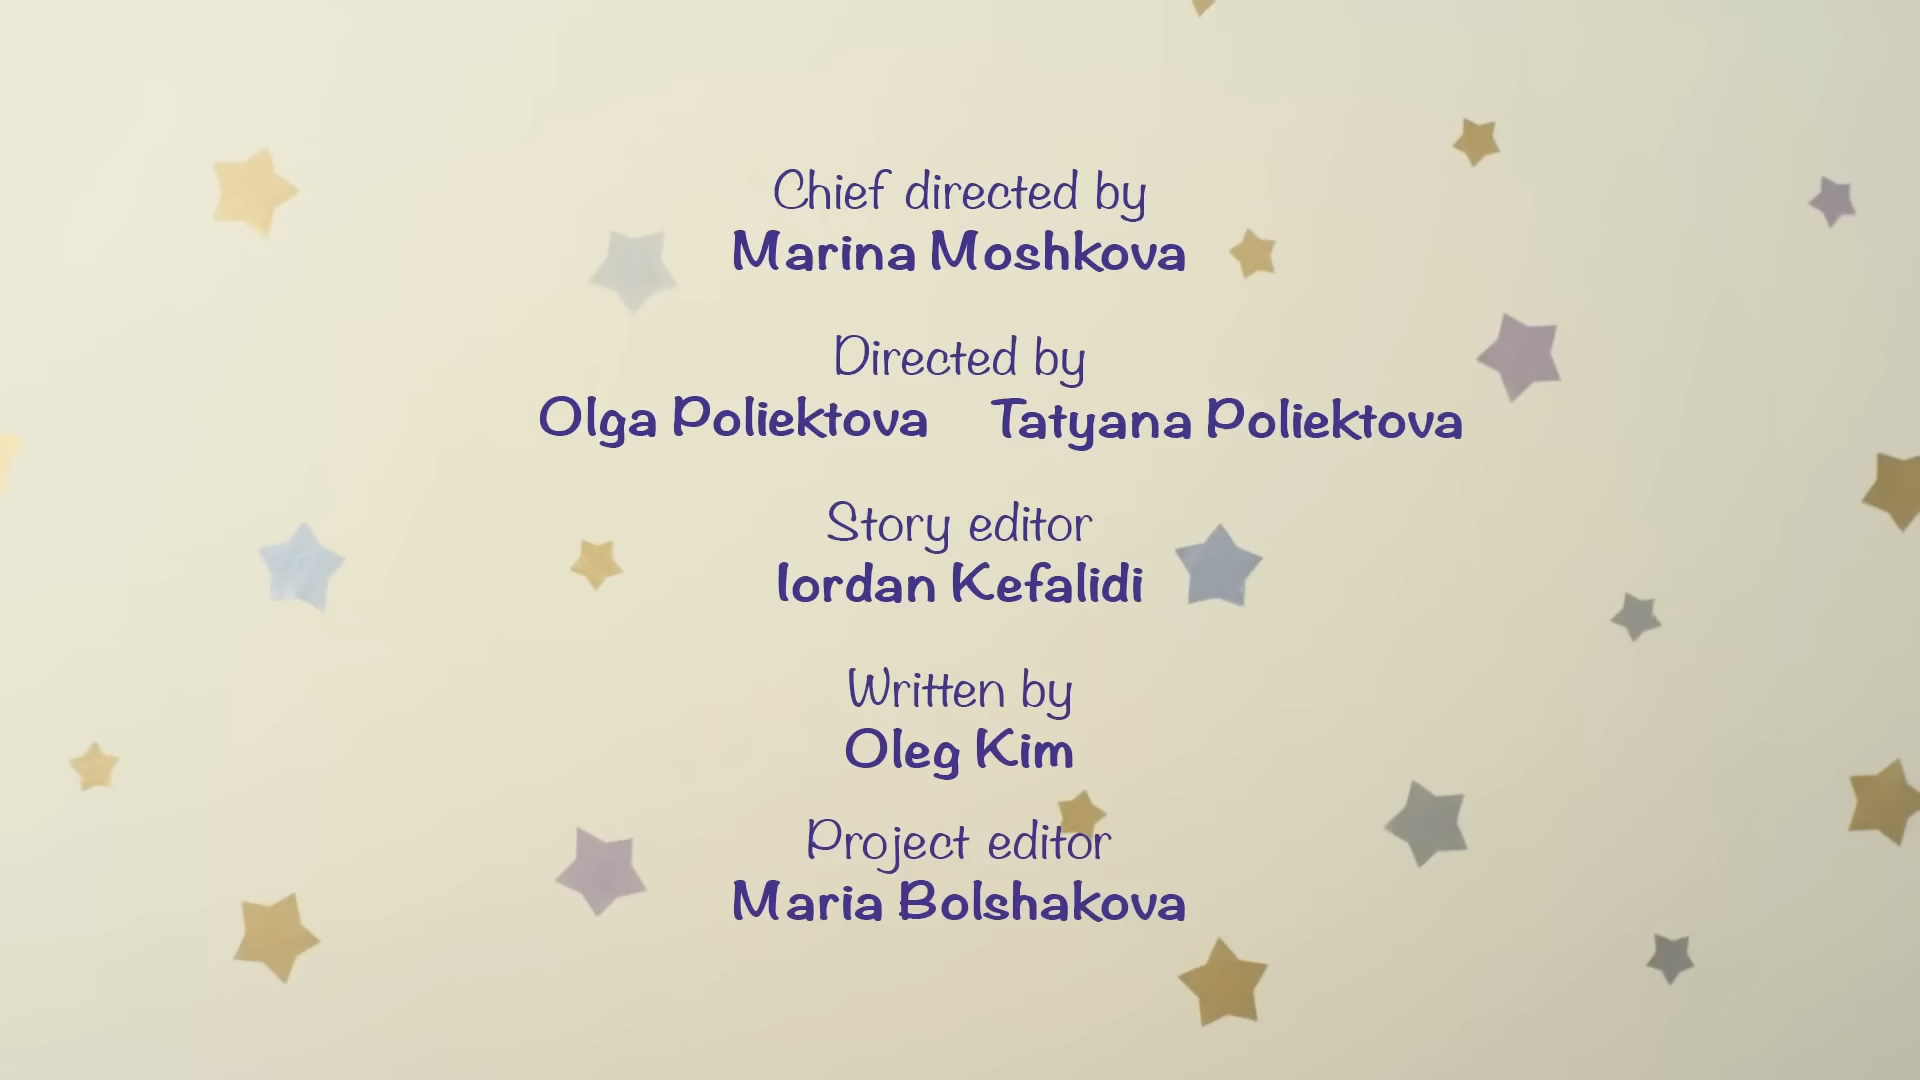 Chief directed by
Marina Moshkova
Directed by
Olga Poliektova Tatyana Poliektova
Story editor
Iordan Kefalidi
Written by
Oleg Kim
Project editor
Maria Bolshakova